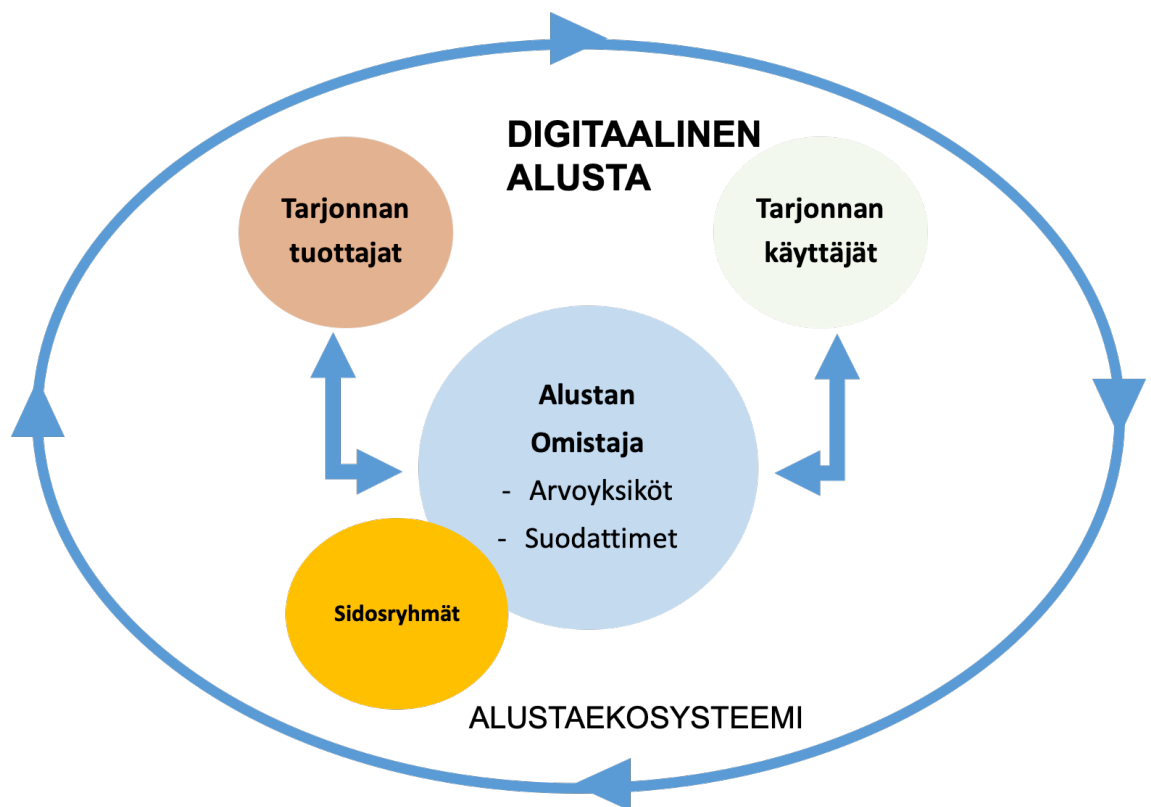 DIGITAALINEN
ALUSTA
Tarjonnan
tuottajat
Tarjonnan
käyttäjät
Alustan
Omistaja
- Arvoyksiköt
- Suodattimet
Sidosryhmät
ALUSTAEKOSYSTEEMI